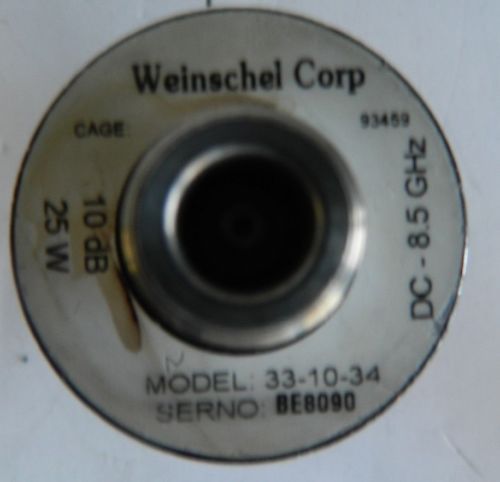 Weinschel Corp
CAGE: 93459
10 dB
25 W
DC - 8.5 GHz
MODEL: 33-10-34
SERNO: BE8090